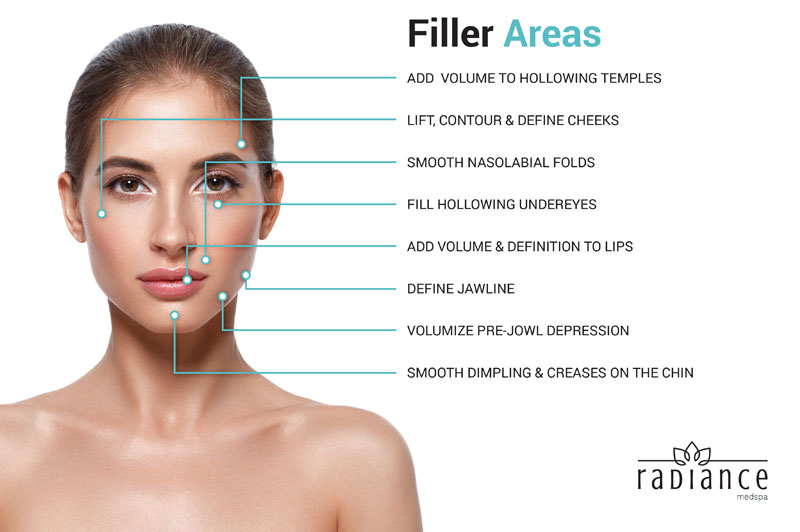 Filler Areas
ADD VOLUME TO HOLLOWING TEMPLES
LIFT, CONTOUR & DEFINE CHEEKS
SMOOTH NASOLABIAL FOLDS
FILL HOLLOWING UNDEREYES
ADD VOLUME & DEFINITION TO LIPS
DEFINE JAWLINE
VOLUMIZE PRE-JOWL DEPRESSION
SMOOTH DIMPLING & CREASES ON THE CHIN
radiance
medspa